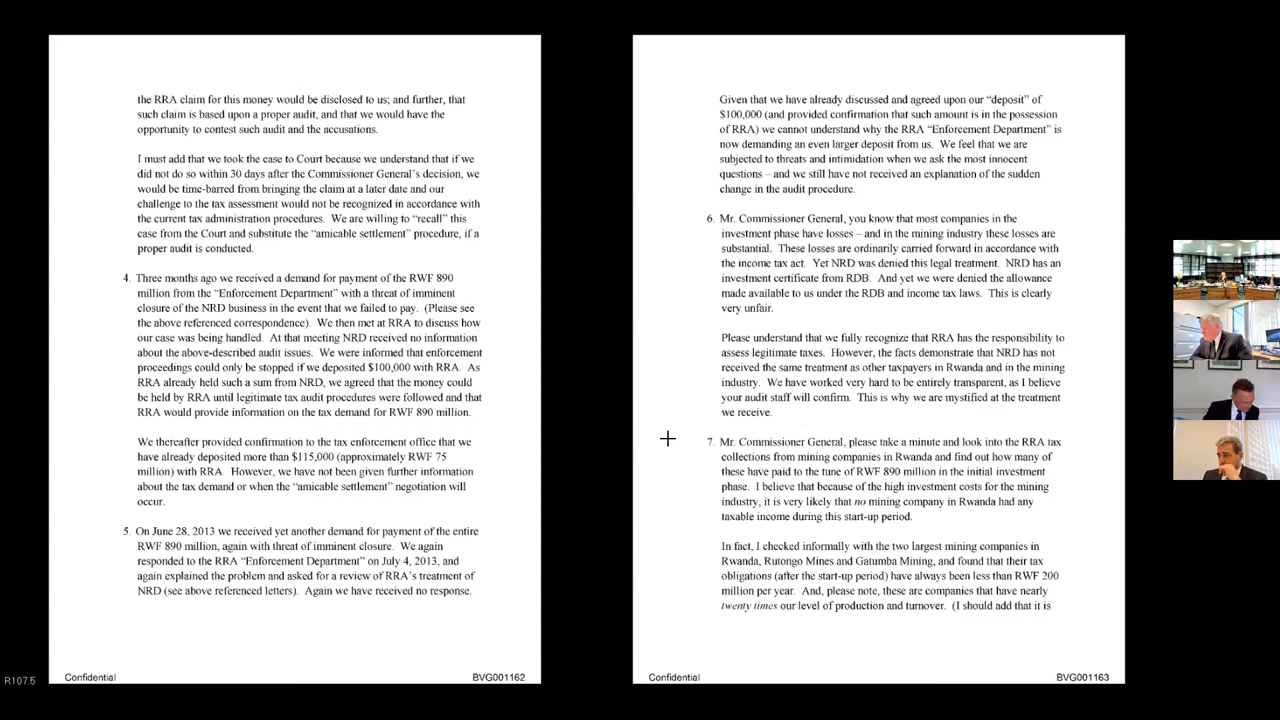 the RRA claim for this money would be disclosed to us; and further, that
such claim is based upon a proper audit, and that we would have the
opportunity to contest such audit and the accusations.
I must add that we took the case to Court because we understand that if we
did not do so within 30 days after the Commissioner General's decision, we
would be time-barred from bringing the claim at a later date and our
challenge to the tax assessment would not be recognized in accordance with
the current tax administration procedures.  We are willing to "recall" this
case from the Court and substitute the "amicable settlement" procedure, if a
proper audit is conducted.
4. Three months ago we received a demand for payment of the RWF 890
million from the "Enforcement Department" with a threat of imminent
closure of the NRD business in the event that we failed to pay.  (Please see
the above referenced correspondence).  We then met at RRA to discuss how
our case was being handled.  At that meeting NRD received no information
about the above-described audit issues.  We were informed that enforcement
proceedings could only be stopped if we deposited $100,000 with RRA.  As
RRA already held such a sum from NRD, we agreed that the money could
be held by RRA until legitimate tax audit procedures were followed and that
RRA would provide information on the tax demand for RWF 890 million.
We thereafter provided confirmation to the tax enforcement office that we
have already deposited more than $115,000 (approximately RWF 75
million) with RRA.  However, we have not been given further information
about the tax demand or when the "amicable settlement" negotiation will
occur.
5. On June 28, 2013 we received yet another demand for payment of the entire
RWF 890 million, again with threat of imminent closure.  We again
responded to the RRA "Enforcement Department" on July 4, 2013, and
again explained the problem and asked for a review of RRA's treatment of
NRD (see above referenced letters).  Again we have received no response.
Confidential
BVG001162
R107.5
Given that we have already discussed and agreed upon our "deposit" of
$100,000 (and provided confirmation that such amount is in the possession
of RRA) we cannot understand why the RRA "Enforcement Department" is
now demanding an even larger deposit from us.  We feel that we are
subjected to threats and intimidation when we ask the most innocent
questions – and we still have not received an explanation of the sudden
change in the audit procedure.
6. Mr. Commissioner General, you know that most companies in the
investment phase have losses – and in the mining industry these losses are
substantial.  These losses are ordinarily carried forward in accordance with
the income tax act.  Yet NRD was denied this legal treatment.  NRD has an
investment certificate from RDB.  And yet we were denied the allowance
made available to us under the RDB and income tax laws.  This is clearly
very unfair.
Please understand that we fully recognize that RRA has the responsibility to
assess legitimate taxes.  However, the facts demonstrate that NRD has not
received the same treatment as other taxpayers in Rwanda and in the mining
industry.  We have worked very hard to be entirely transparent, as I believe
your audit staff will confirm.  This is why we are mystified at the treatment
we receive.
7. Mr. Commissioner General, please take a minute and look into the RRA tax
collections from mining companies in Rwanda and find out how many of
these have paid to the tune of RWF 890 million in the initial investment
phase.  I believe that because of the high investment costs for the mining
industry, it is very likely that no mining company in Rwanda had any
taxable income during this start-up period.
In fact, I checked informally with the two largest mining companies in
Rwanda, Rutongo Mines and Gatumba Mining, and found that their tax
obligations (after the start-up period) have always been less than RWF 200
million per year.  And, please note, these are companies that have nearly
twenty times our level of production and turnover.  (I should add that it is
Confidential
BVG001163